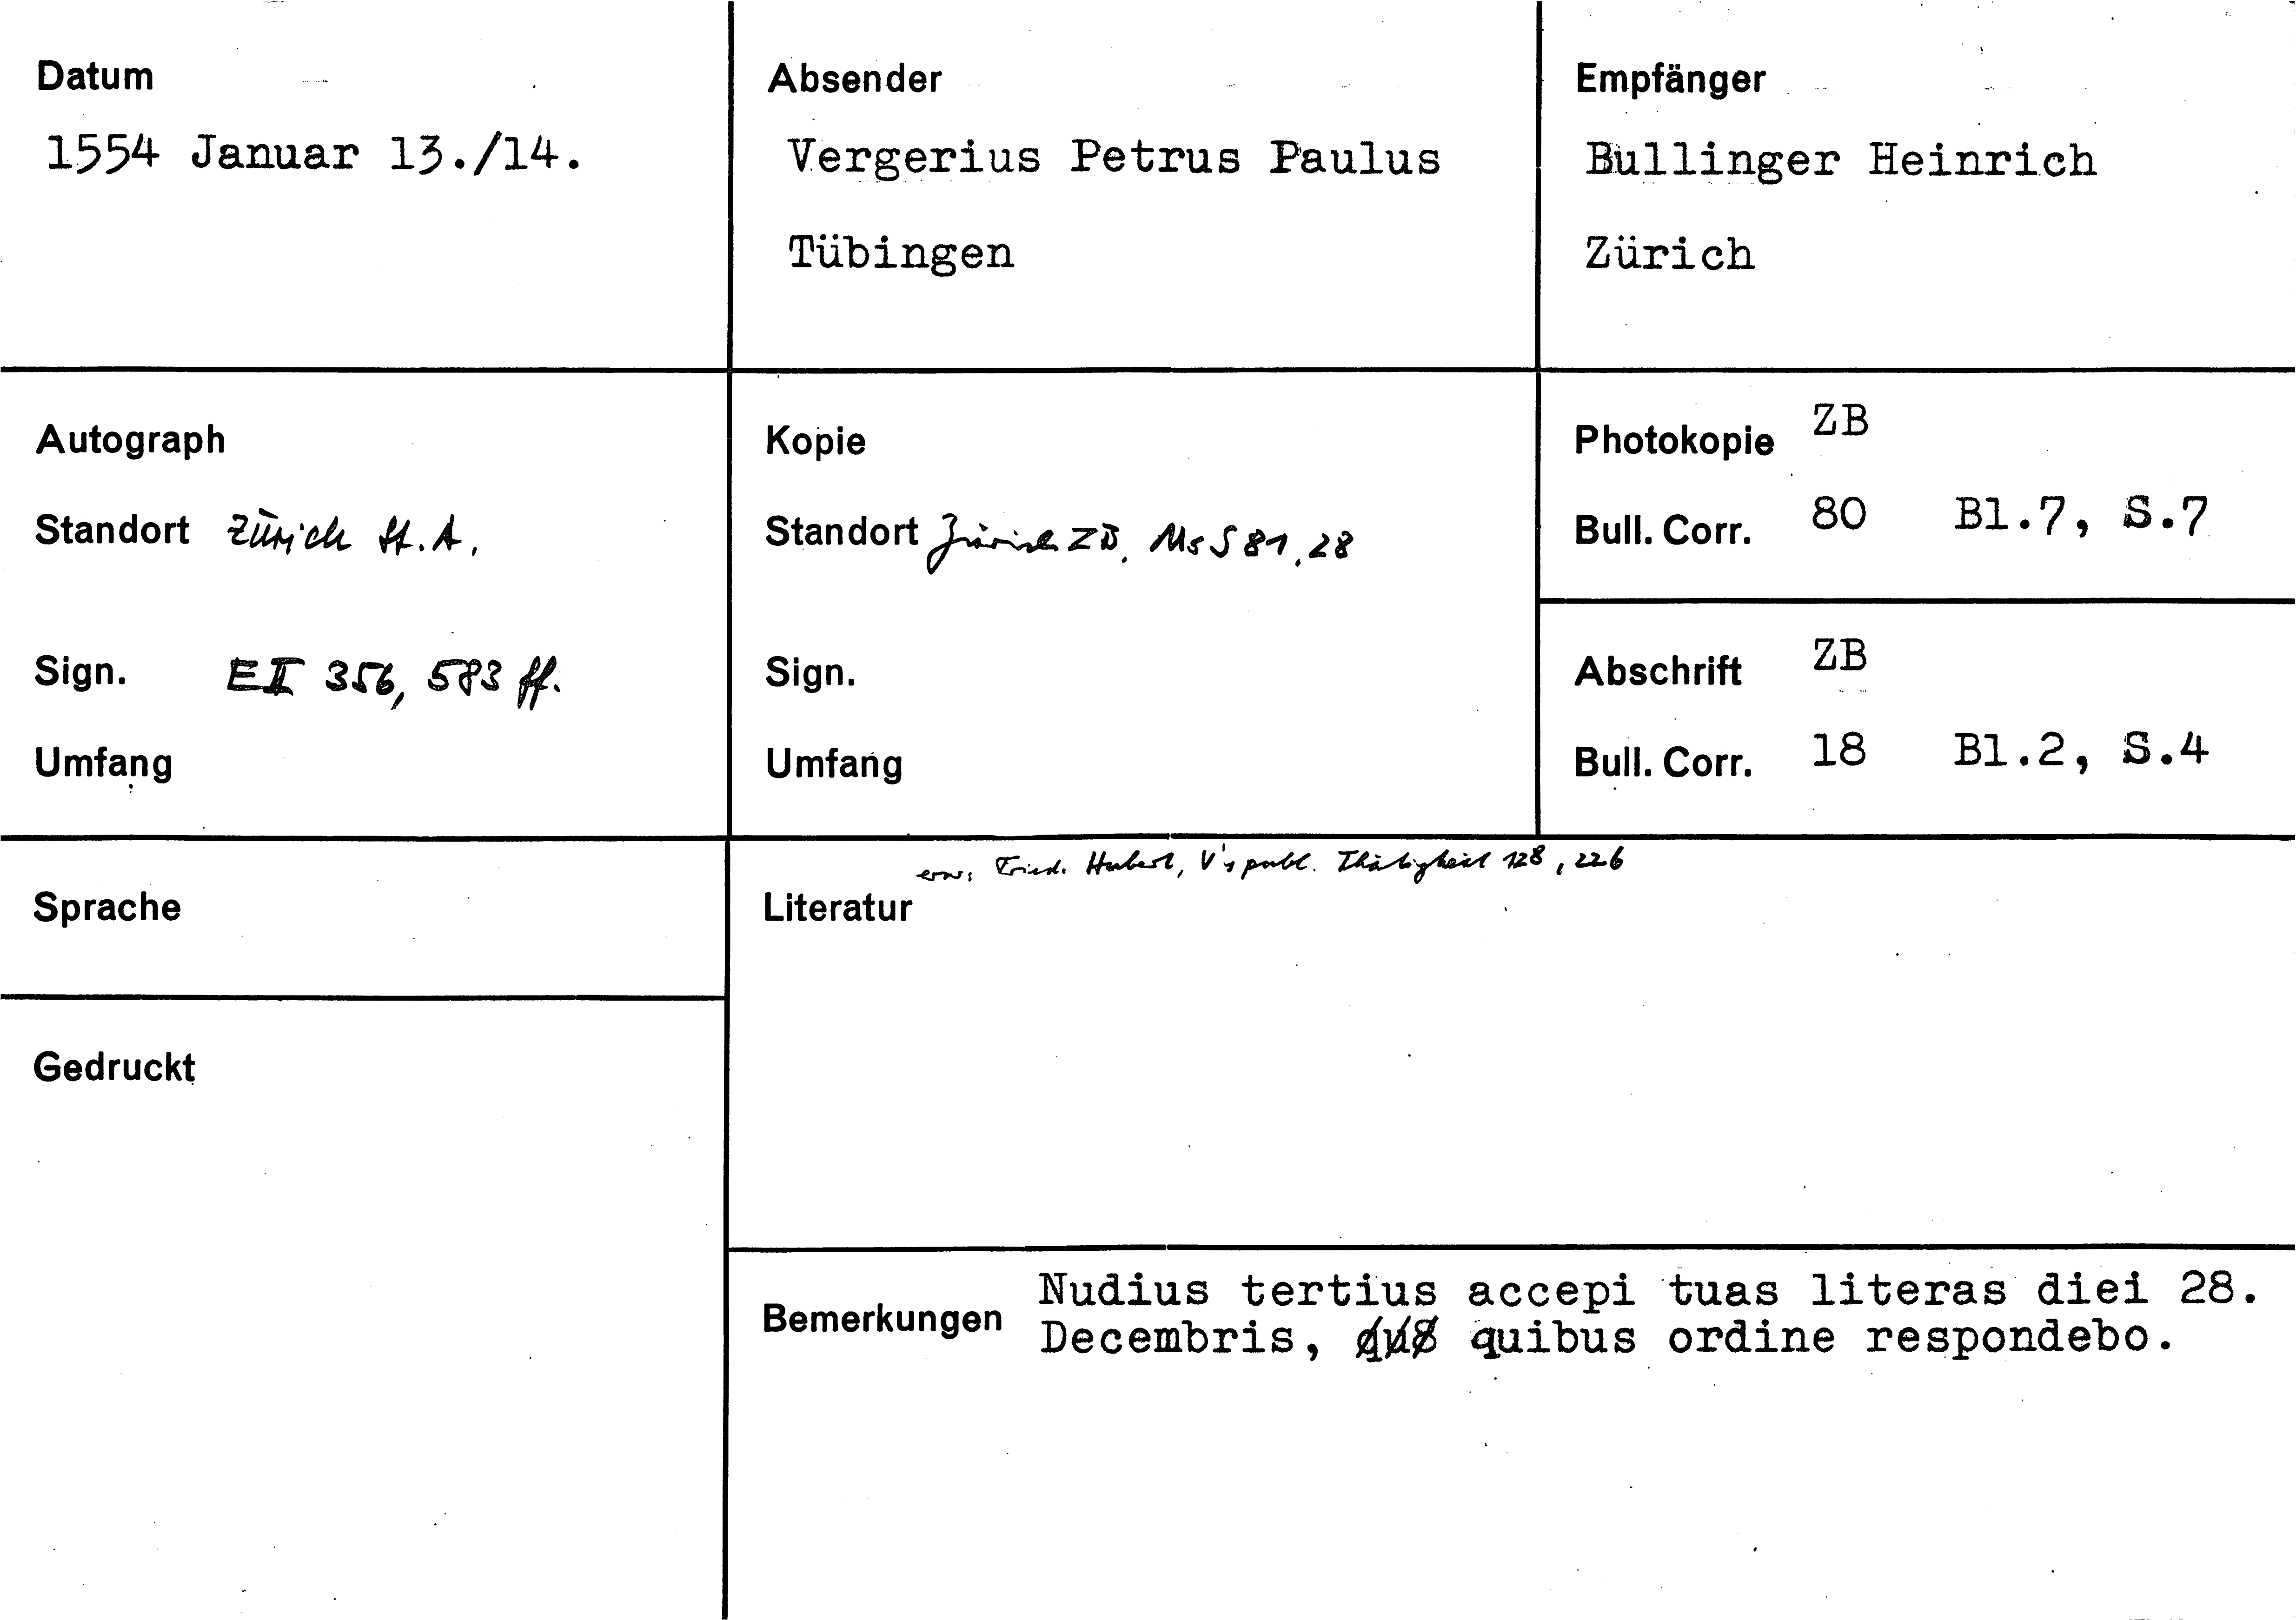 Datum
1554 Januar 13./14.
Absender
Vergerius Petrus Paulus
Tübingen
Empfänger
Bullinger Heinrich
Zürich
Autograph
Standort Zürich St.A.
Sign. E II 356, 583 ff.
Umfang
Kopie
Standort Zürich ZB. Ms S 81.28
Sign.
Umfang
Photokopie ZB
Bull. Corr. 80 Bl.7, S.7
Abschrift ZB
Bull. Corr. 18 Bl.2, S.4
Sprache
Gedruckt
erw: Fried. Hubert, V's publ. Thätigkeit 128, 226
Literatur
Bemerkungen
Nudius tertius accepi tuas literas diei 28.
Decembris, quibus ordine respondebo.